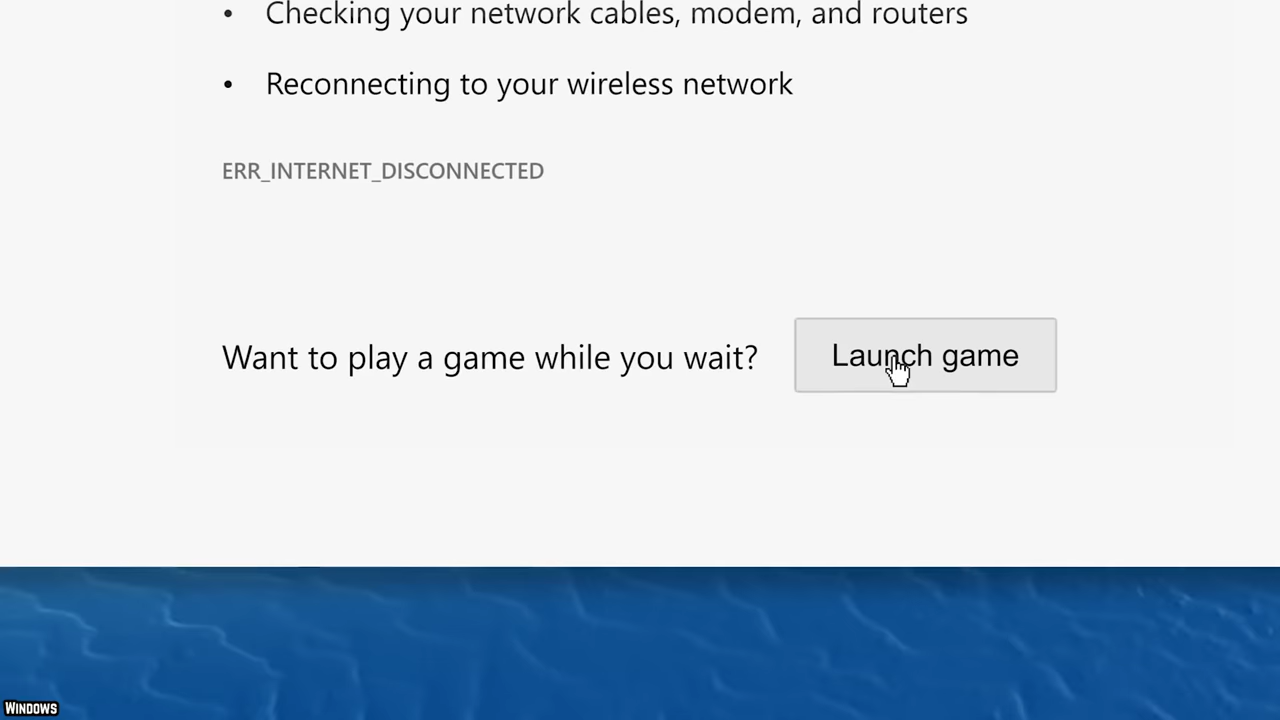 • Checking your network cables, modem, and routers
• Reconnecting to your wireless network
ERR_INTERNET_DISCONNECTED
Want to play a game while you wait? Launch game
WINDOWS